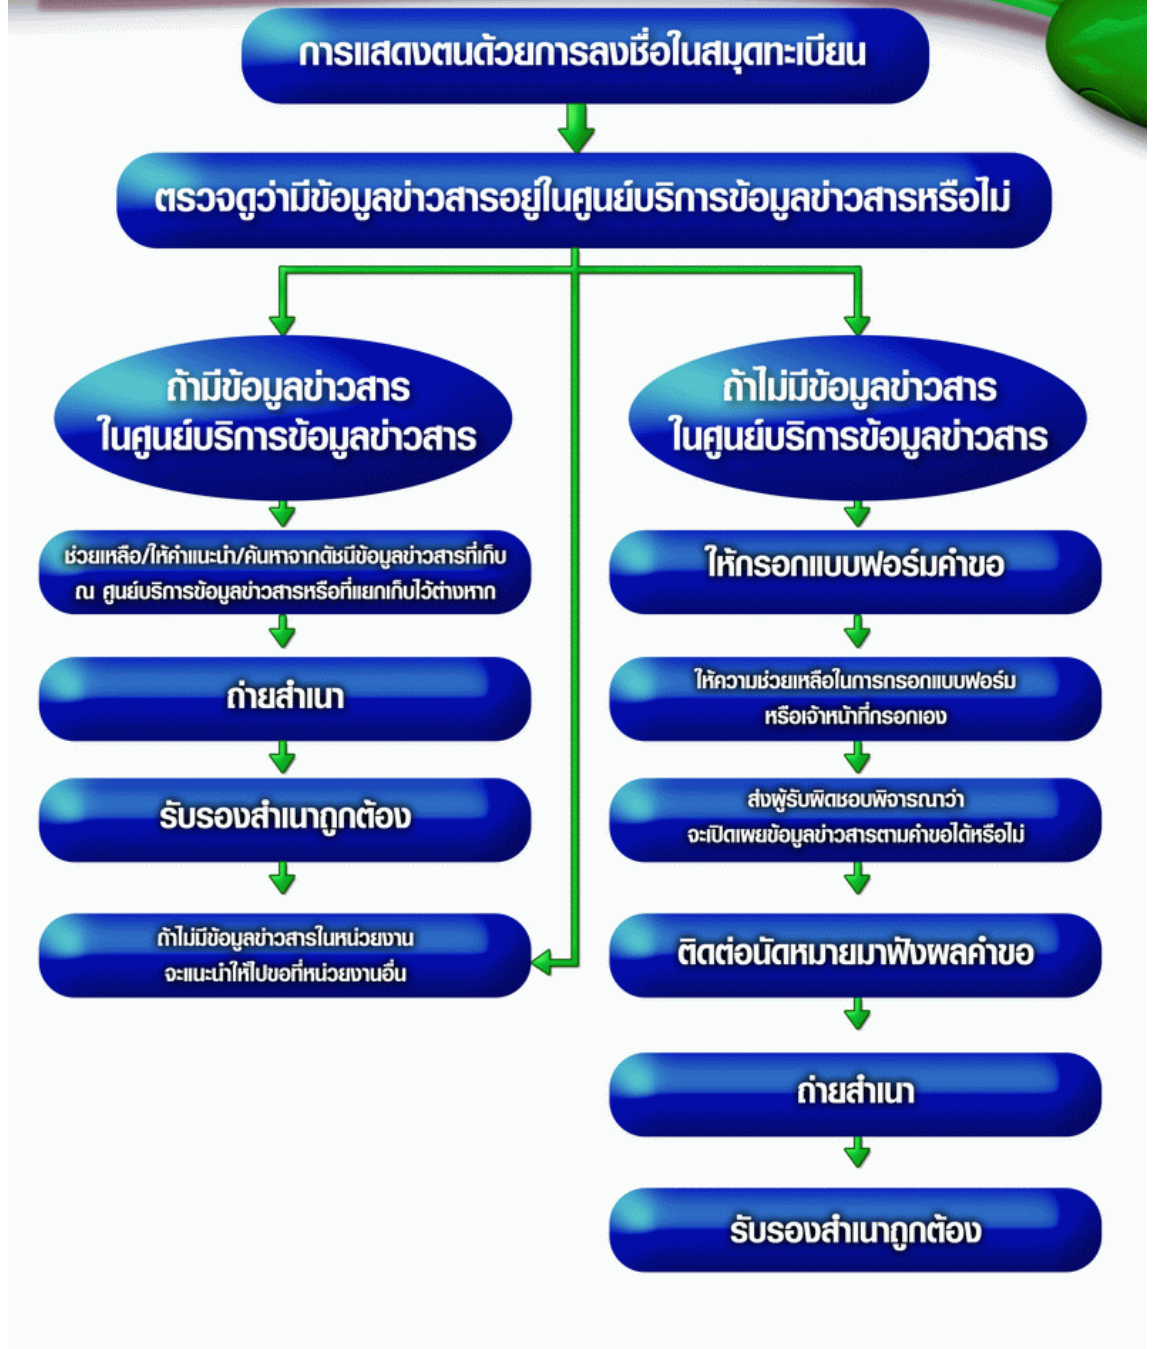 การแสดงตนด้วยการลงชื่อในสมุดทะเบียน
ตรวจดูว่ามีข้อมูลข่าวสารอยู่ในศูนย์บริการข้อมูลข่าวสารหรือไม่
ถ้ามีข้อมูลข่าวสาร
ในศูนย์บริการข้อมูลข่าวสาร
ช่วยเหลือ/ให้คำแนะนำ/ค้นหาจากดัชนีข้อมูลข่าวสารที่เก็บ
ณ ศูนย์บริการข้อมูลข่าวสารหรือที่แยกเก็บไว้ต่างหาก
ถ่ายสำเนา
รับรองสำเนาถูกต้อง
ถ้าไม่มีข้อมูลข่าวสารในหน่วยงาน
จะแนะนำให้ไปขอที่หน่วยงานอื่น
ถ้าไม่มีข้อมูลข่าวสาร
ในศูนย์บริการข้อมูลข่าวสาร
ให้กรอกแบบฟอร์มคำขอ
ให้ความช่วยเหลือในการกรอกแบบฟอร์ม
หรือเจ้าหน้าที่กรอกเอง
ส่งผู้รับผิดชอบพิจารณาว่า
จะเปิดเผยข้อมูลข่าวสารตามคำขอได้หรือไม่
ติดต่อนัดหมายมาฟังผลคำขอ
ถ่ายสำเนา
รับรองสำเนาถูกต้อง